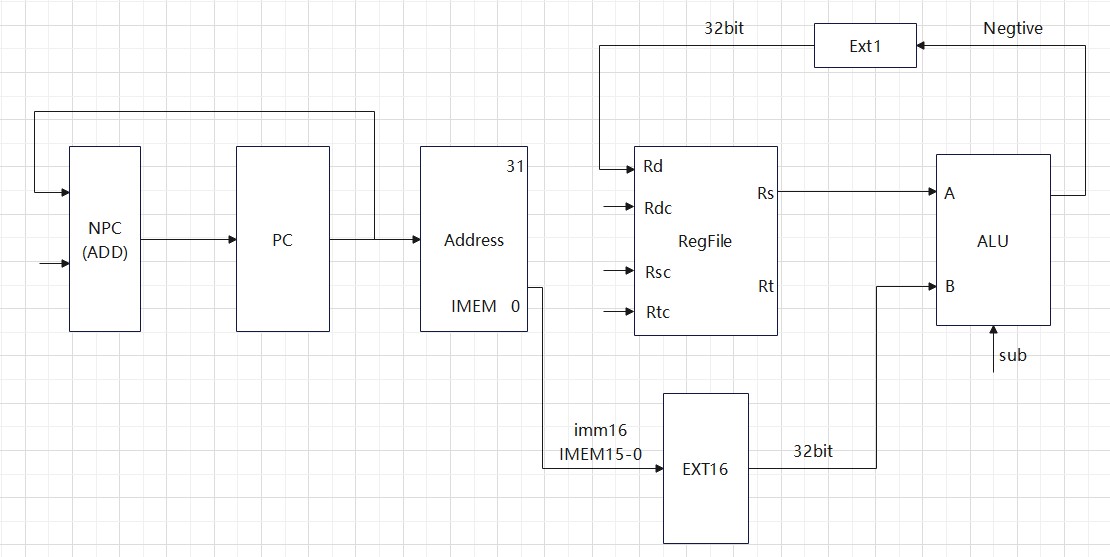 32bit
Ext1
Negtive
NPC
(ADD)
PC
31
Address
IMEM 0
Rd
Rdc
Rs
RegFile
Rsc
Rt
Rtc
A
ALU
B
sub
imm16
IMEM15-0
EXT16
32bit